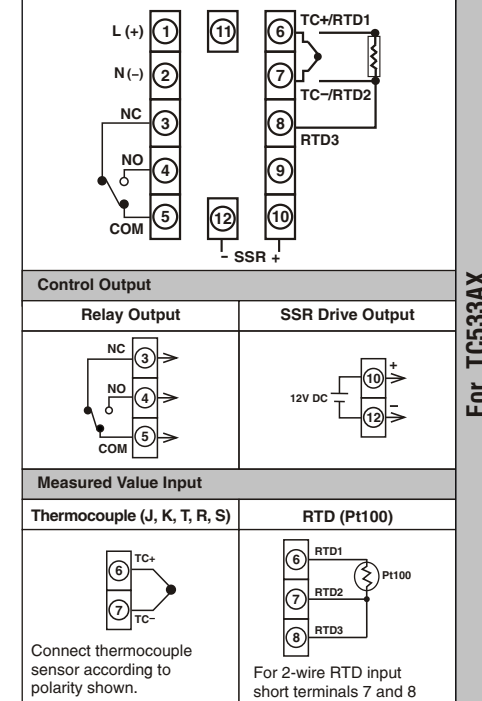 L (+) 1 11 6 TC+/RTD1
N (–) 2 7 TC–/RTD2
NC 3 8 RTD3
NO 4 9
COM 5 12 10
- SSR +
For TC533AX
Control Output
Relay Output
SSR Drive Output
NC 3
NO 4
COM 5
10 +
12V DC
12 –
Measured Value Input
Thermocouple (J, K, T, R, S)
RTD (Pt100)
6 TC+
7 TC–
Connect thermocouple
sensor according to
polarity shown.
6 RTD1
Pt100
7 RTD2
8 RTD3
For 2-wire RTD input
short terminals 7 and 8